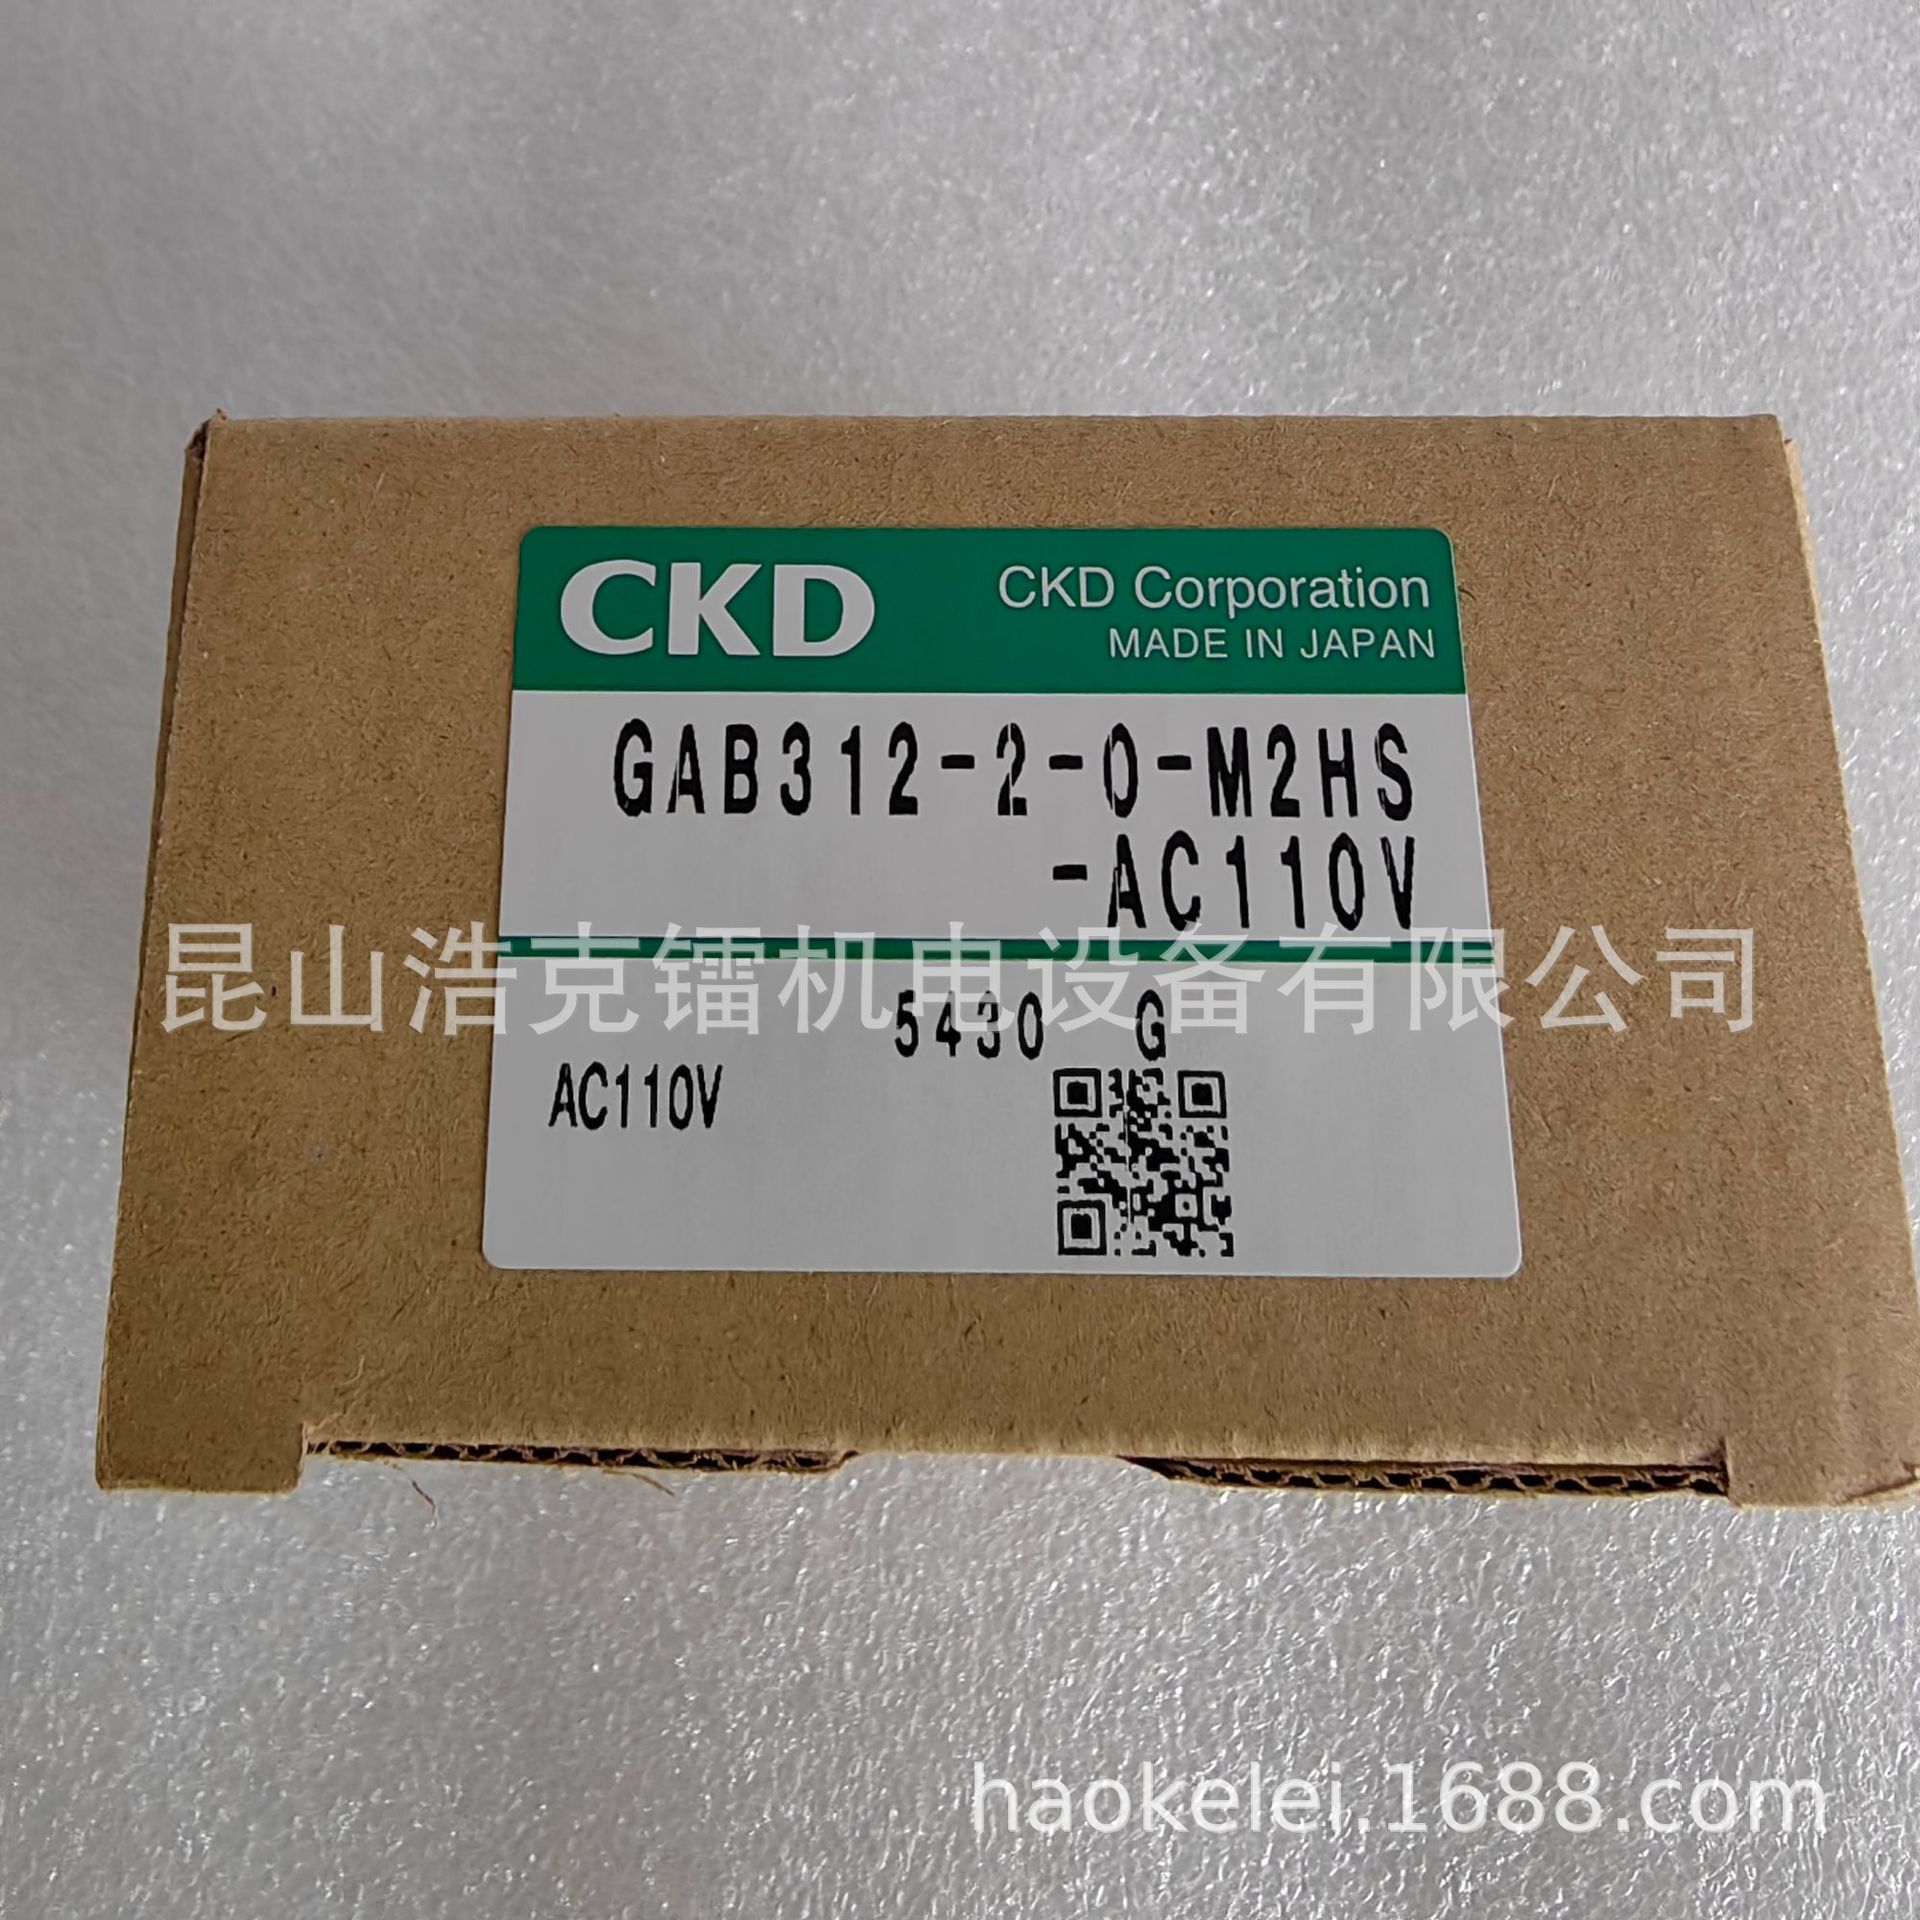 CKD
CKD Corporation
MADE IN JAPAN
GAB312-2-0-M2HS
-AC110V
昆山浩克镭机电设备有限公司
5430 G
AC110V
haokelei.1688.com